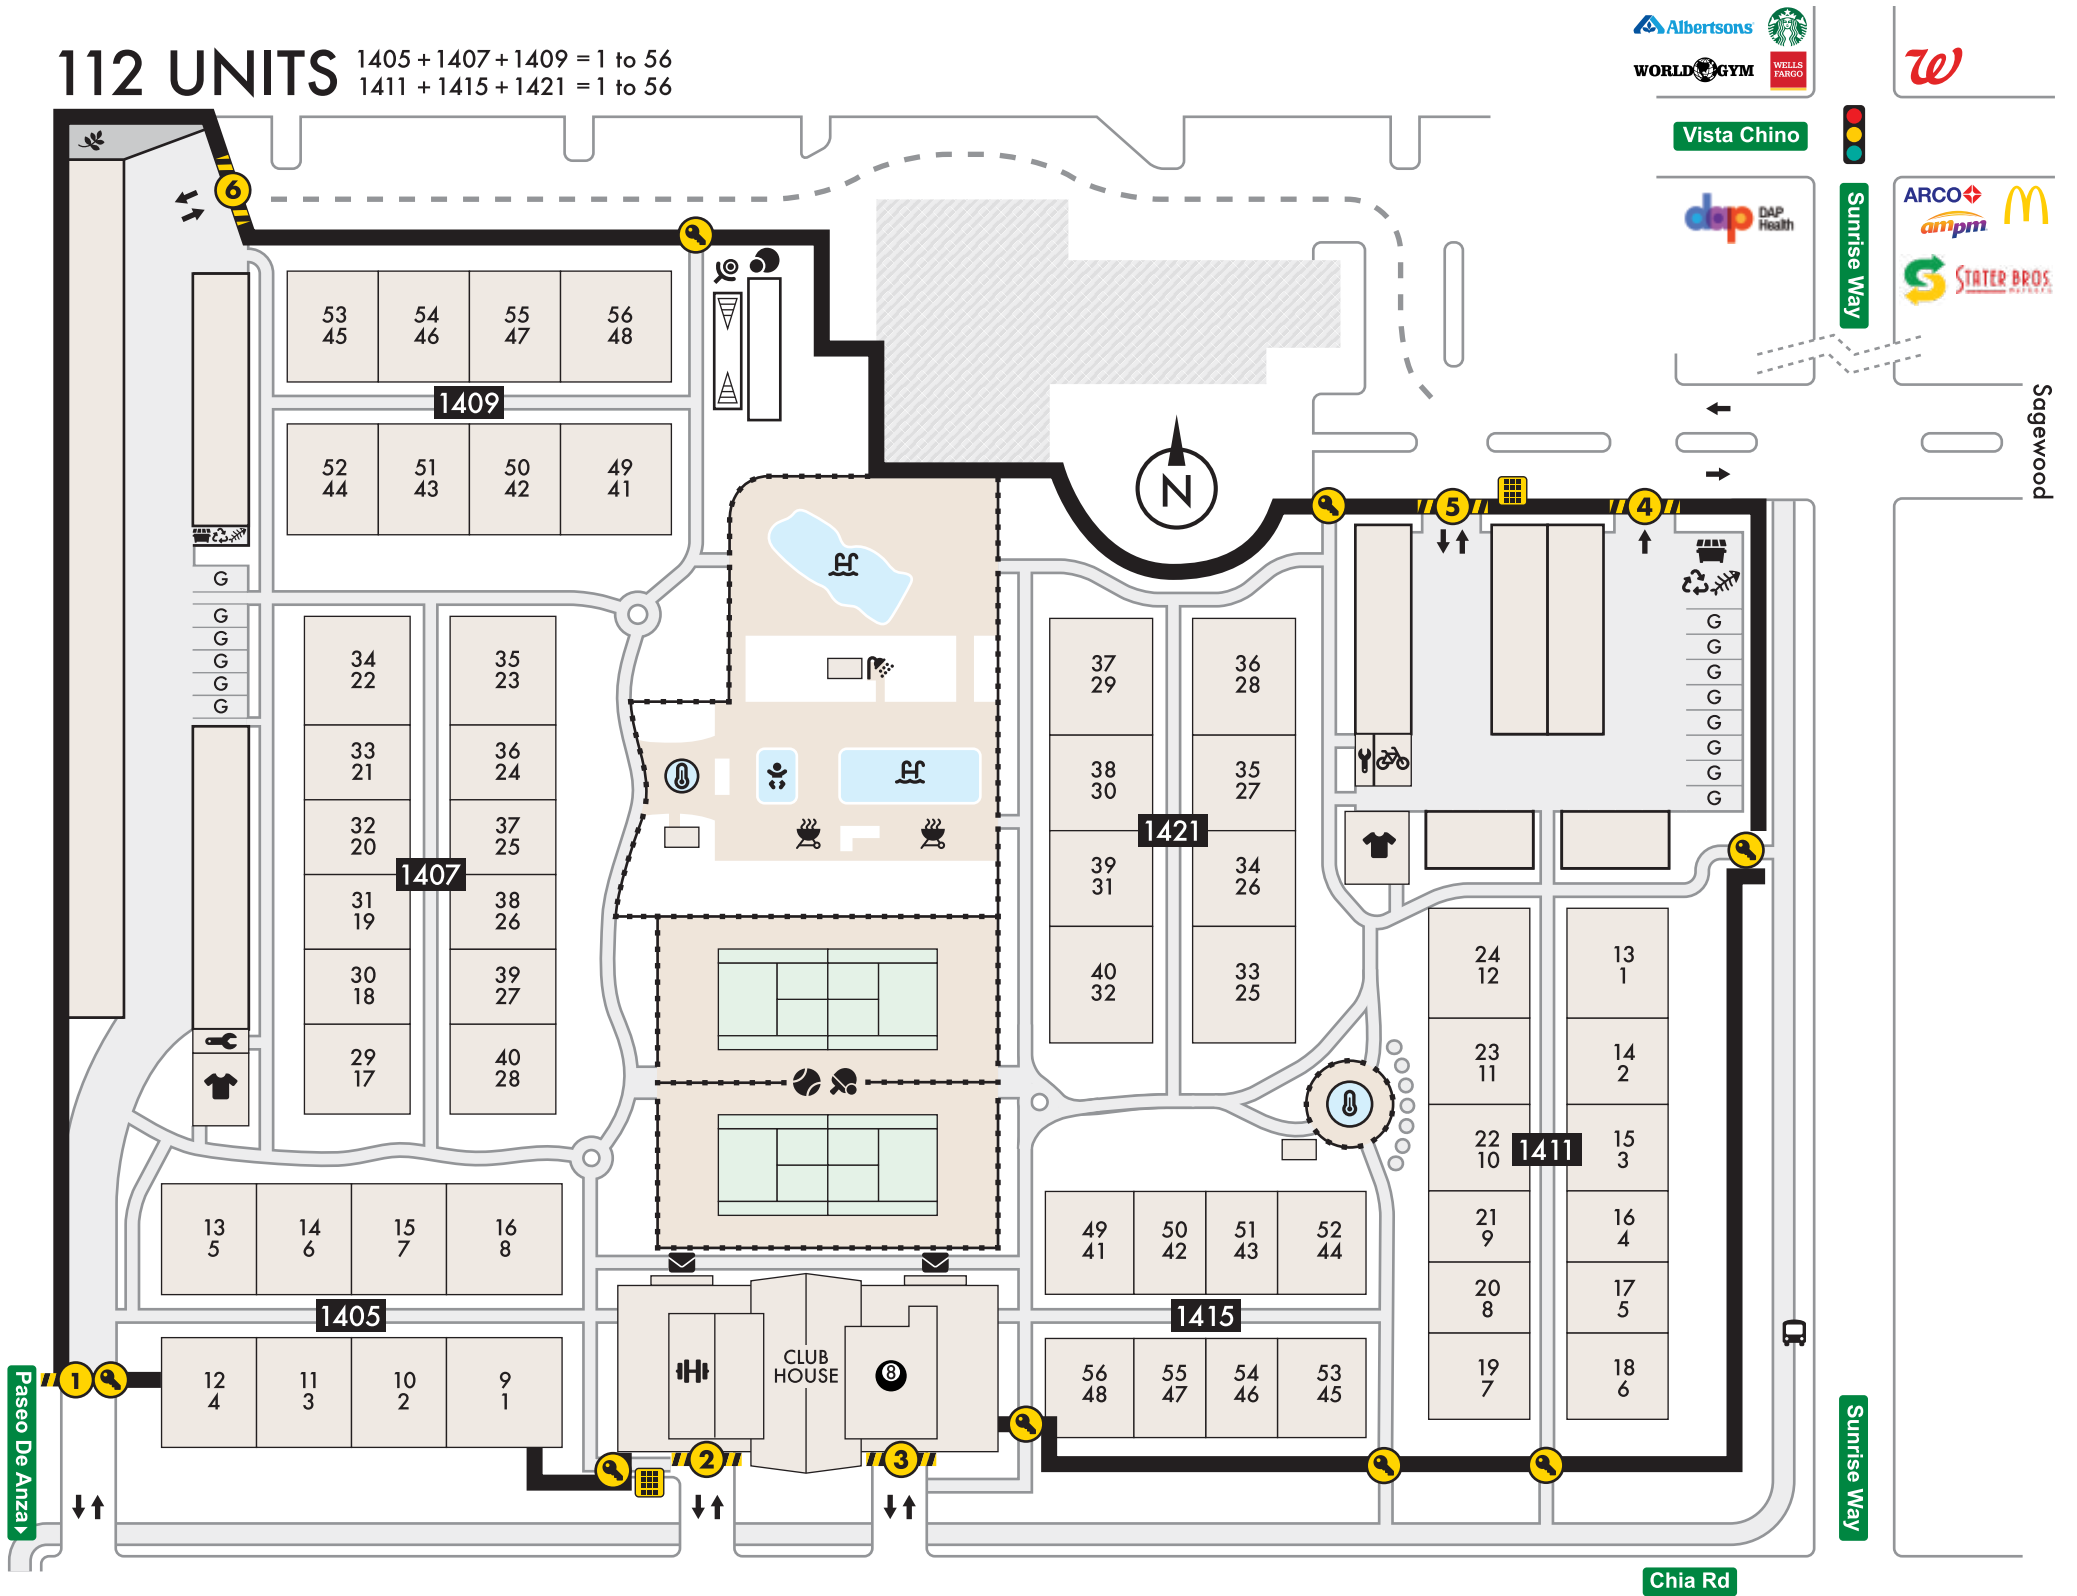 112 UNITS
1405 + 1407 + 1409 = 1 to 56
1411 + 1415 + 1421 = 1 to 56
Albertsons
WORLD GYM
WELLS
FARGO
W
Vista Chino
dap
DAP
Health
Sunrise Way
ARCO
ampm
STATER BROS.
MARKETS
Sagewood
6
53 54 55 56
45 46 47 48
1409
52 51 50 49
44 43 42 41
N
5
4
G
G
G
G
G
G
G
G
G
G
G
G
G
G
34 35
22 23
33 36
21 24
32 37
20 25
1407
31 38
19 26
30 39
18 27
29 40
17 28
37 36
29 28
38 35
30 27
1421
39 34
31 26
40 33
32 25
24 13
12 1
23 14
11 2
22 15
10 3
1411
21 16
9 4
20 17
8 5
19 18
7 6
13 14 15 16
5 6 7 8
1405
12 11 10 9
4 3 2 1
49 50 51 52
41 42 43 44
1415
56 55 54 53
48 47 46 45
CLUB
HOUSE
8
1
2
3
Paseo De Anza
Sunrise Way
Chia Rd